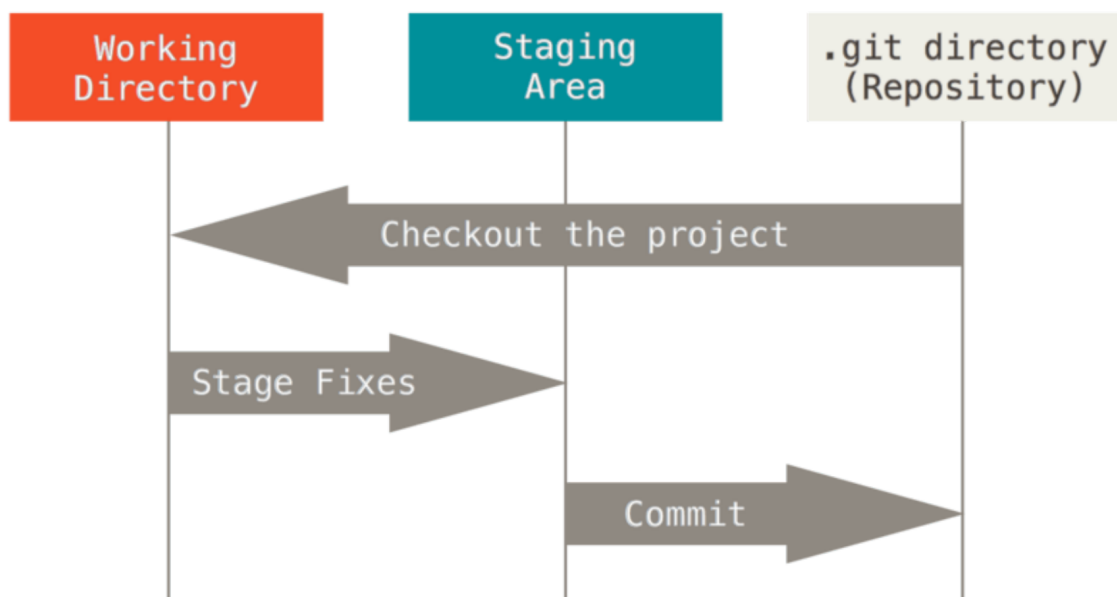 Working
Directory
Staging
Area
.git directory
(Repository)
Checkout the project
Stage Fixes
Commit